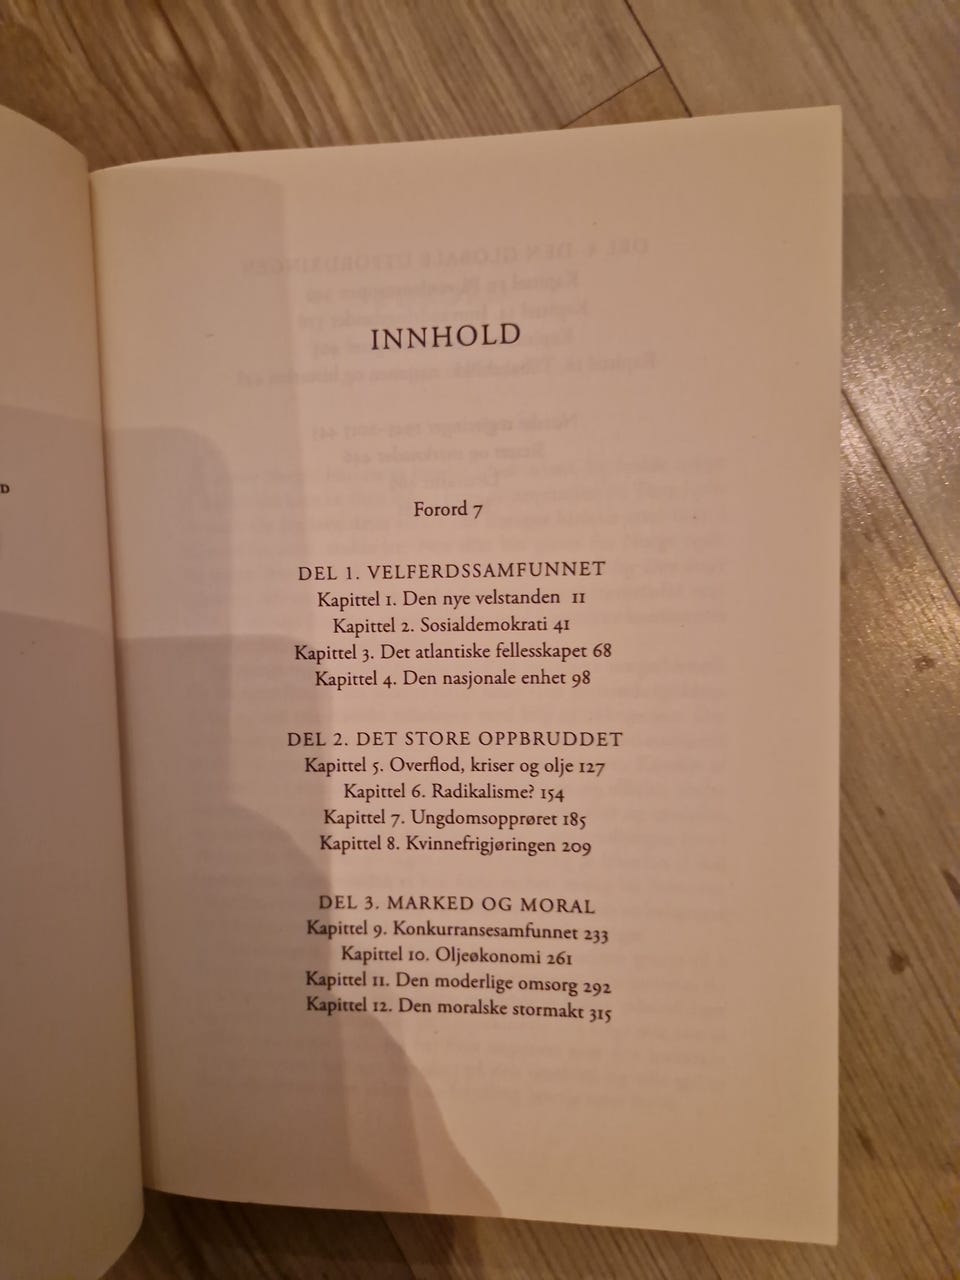 D
INNHOLD
Forord 7
DEL 1. VELFERDSSAMFUNNET
Kapittel 1. Den nye velstanden 11
Kapittel 2. Sosialdemokrati 41
Kapittel 3. Det atlantiske fellesskapet 68
Kapittel 4. Den nasjonale enhet 98
DEL 2. DET STORE OPPBRUDDET
Kapittel 5. Overflod, kriser og olje 127
Kapittel 6. Radikalisme? 154
Kapittel 7. Ungdomsopprøret 185
Kapittel 8. Kvinnefrigjøringen 209
DEL 3. MARKED OG MORAL
Kapittel 9. Konkurransesamfunnet 233
Kapittel 10. Oljeøkonomi 261
Kapittel 11. Den moderlige omsorg 292
Kapittel 12. Den moralske stormakt 315